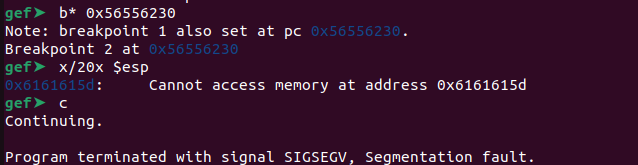 gef➤ b* 0x56556230
Note: breakpoint 1 also set at pc 0x56556230.
Breakpoint 2 at 0x56556230
gef➤ x/20x $esp
0x6161615d: Cannot access memory at address 0x6161615d
gef➤ c
Continuing.
Program terminated with signal SIGSEGV, Segmentation fault.